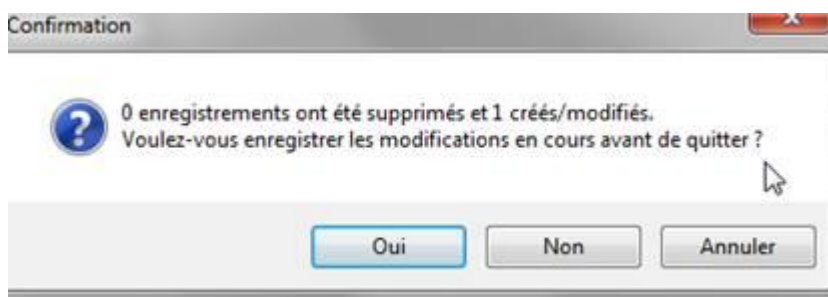 Confirmation
0 enregistrements ont été supprimés et 1 créés/modifiés.
Voulez-vous enregistrer les modifications en cours avant de quitter ?
Oui
Non
Annuler